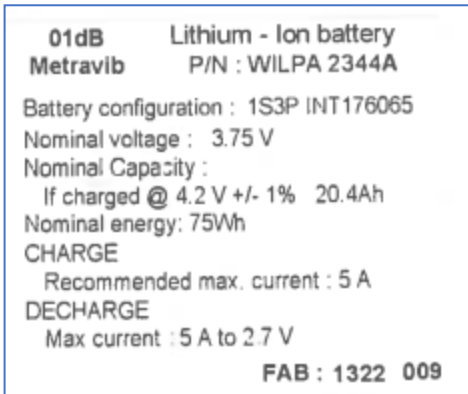 01dB Lithium - Ion battery
Metravib P/N : WILPA 2344A
Battery configuration : 1S3P INT176065
Nominal voltage : 3.75 V
Nominal Capacity :
If charged @ 4.2 V +/- 1% 20.4Ah
Nominal energy: 75Wh
CHARGE
Recommended max. current : 5 A
DECHARGE
Max current : 5 A to 2.7 V
FAB : 1322 009